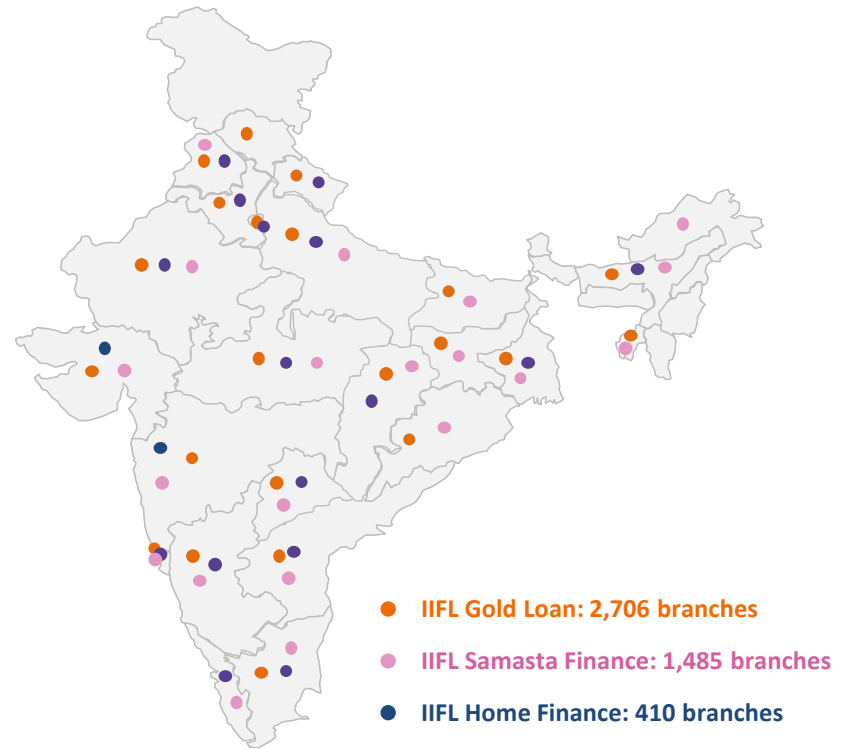 IIFL Gold Loan: 2,706 branches
IIFL Samasta Finance: 1,485 branches
IIFL Home Finance: 410 branches